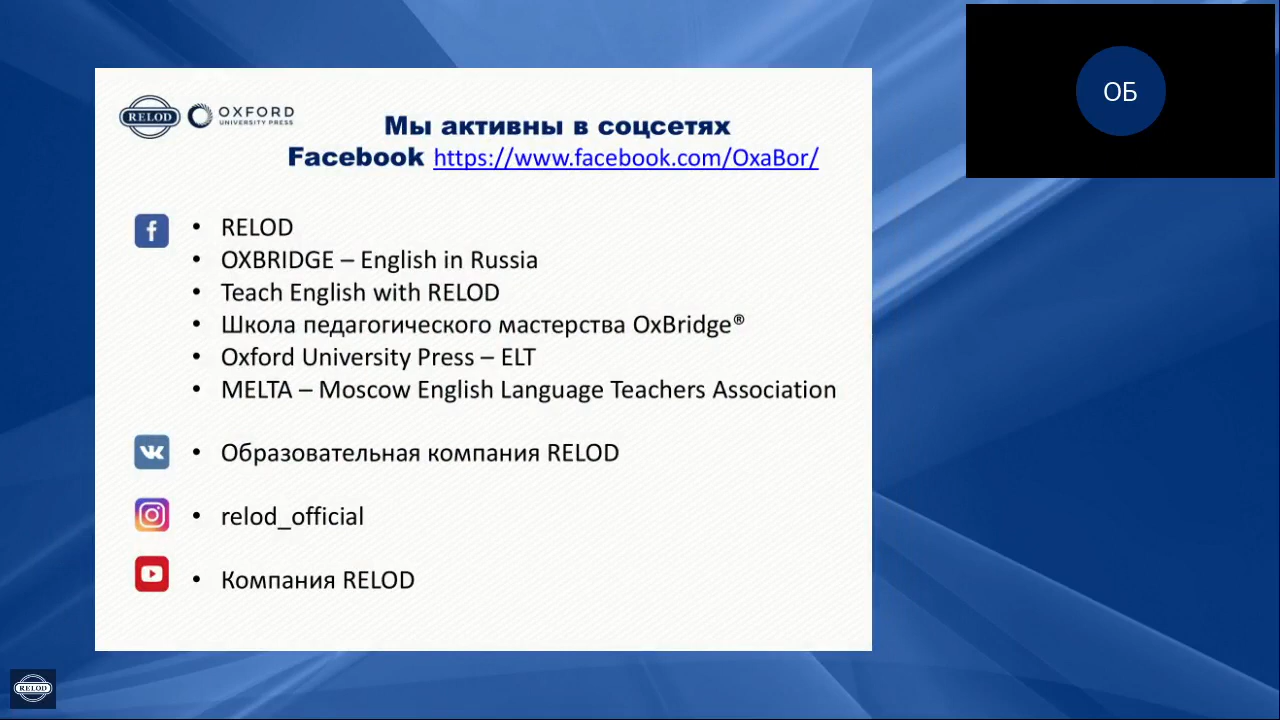 RELOD
OXFORD
UNIVERSITY PRESS
Мы активны в соцсетях
Facebook https://www.facebook.com/OxaBor/
• RELOD
• OXBRIDGE – English in Russia
• Teach English with RELOD
• Школа педагогического мастерства OxBridge®
• Oxford University Press – ELT
• MELTA – Moscow English Language Teachers Association
• Образовательная компания RELOD
• relod_official
• Компания RELOD
ОБ
RELOD